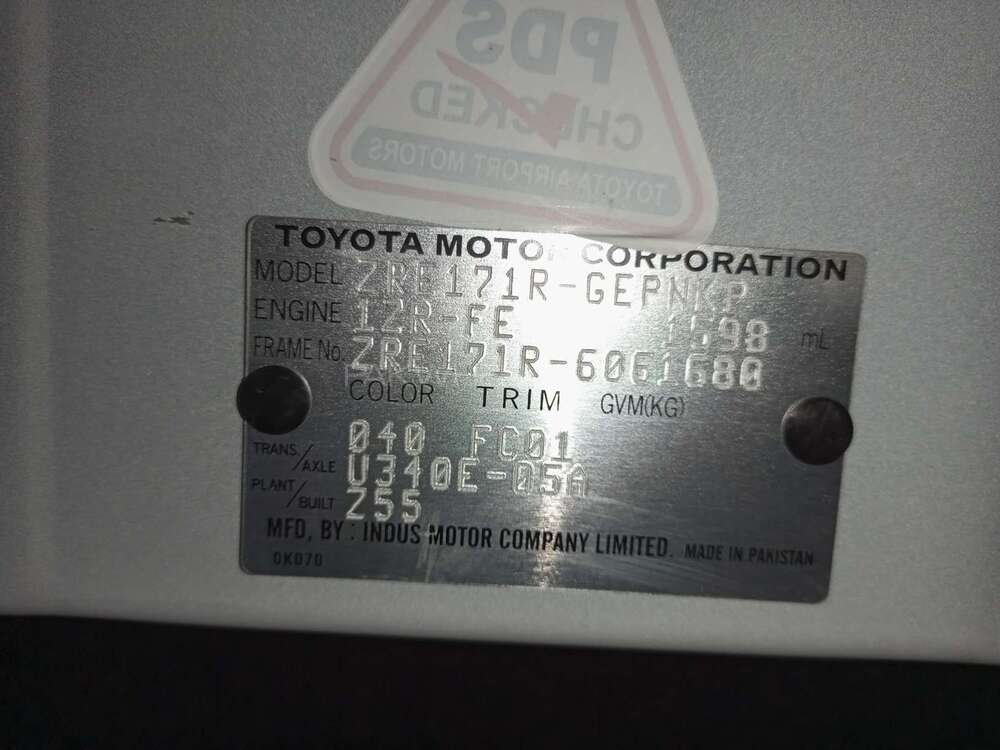 PDS
CHECKED
TOYOTA AIRPORT MOTORS
TOYOTA MOTOR CORPORATION
MODEL ZRE171R-GEPNKP
ENGINE 1ZR-FE 1598 mL
FRAME No. ZRE171R-6061680
COLOR TRIM GVM(KG)
040 FC01
TRANS./AXLE U340E-05A
PLANT/BUILT Z55
MFD, BY : INDUS MOTOR COMPANY LIMITED. MADE IN PAKISTAN
0K070